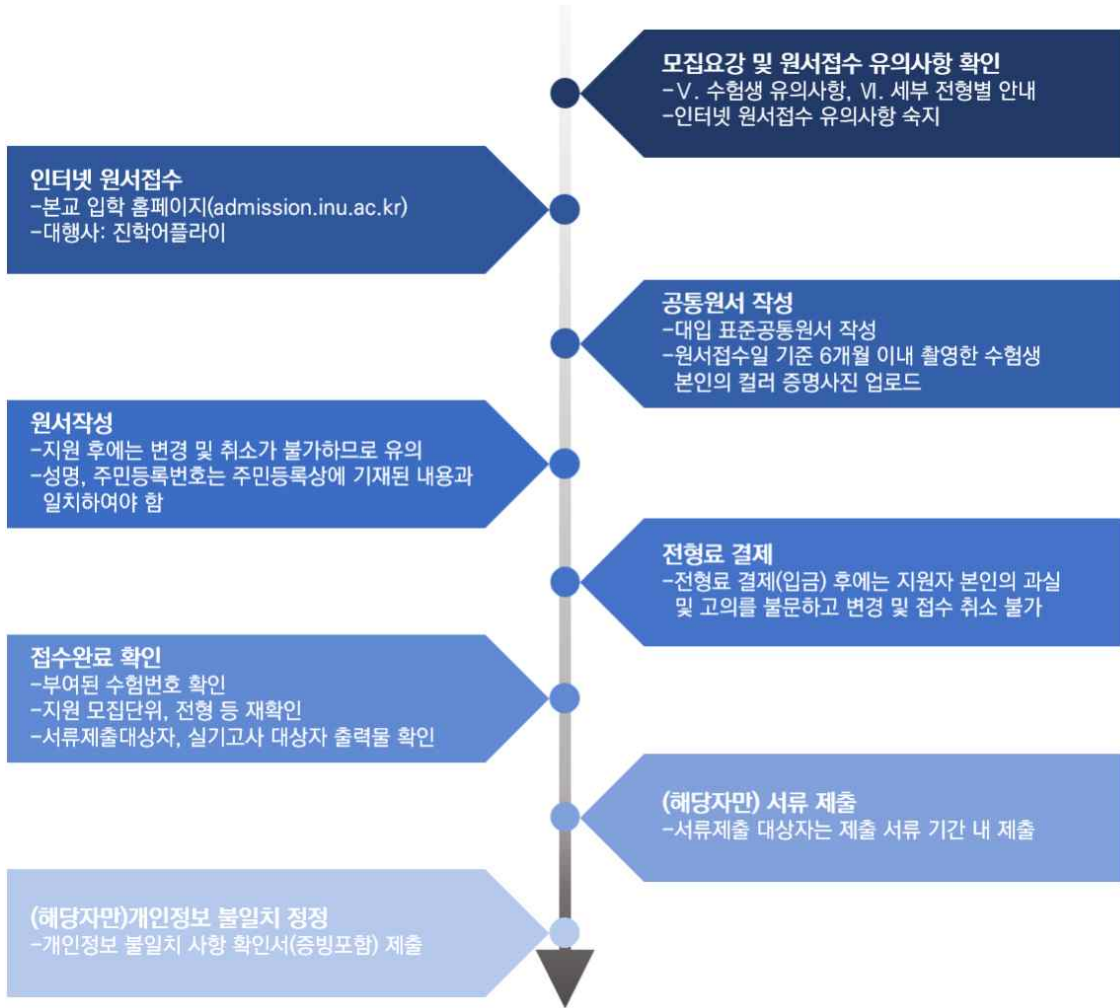 모집요강 및 원서접수 유의사항 확인
-Ⅴ. 수험생 유의사항, Ⅵ. 세부 전형별 안내
-인터넷 원서접수 유의사항 숙지
인터넷 원서접수
-본교 입학 홈페이지(admission.inu.ac.kr)
-대행사: 진학어플라이
공통원서 작성
-대입 표준공통원서 작성
-원서접수일 기준 6개월 이내 촬영한 수험생
본인의 컬러 증명사진 업로드
원서작성
-지원 후에는 변경 및 취소가 불가하므로 유의
-성명, 주민등록번호는 주민등록상에 기재된 내용과
일치하여야 함
전형료 결제
-전형료 결제(입금) 후에는 지원자 본인의 과실
및 고의를 불문하고 변경 및 접수 취소 불가
접수완료 확인
-부여된 수험번호 확인
-지원 모집단위, 전형 등 재확인
-서류제출대상자, 실기고사 대상자 출력물 확인
(해당자만) 서류 제출
-서류제출 대상자는 제출 서류 기간 내 제출
(해당자만)개인정보 불일치 정정
-개인정보 불일치 사항 확인서(증빙포함) 제출